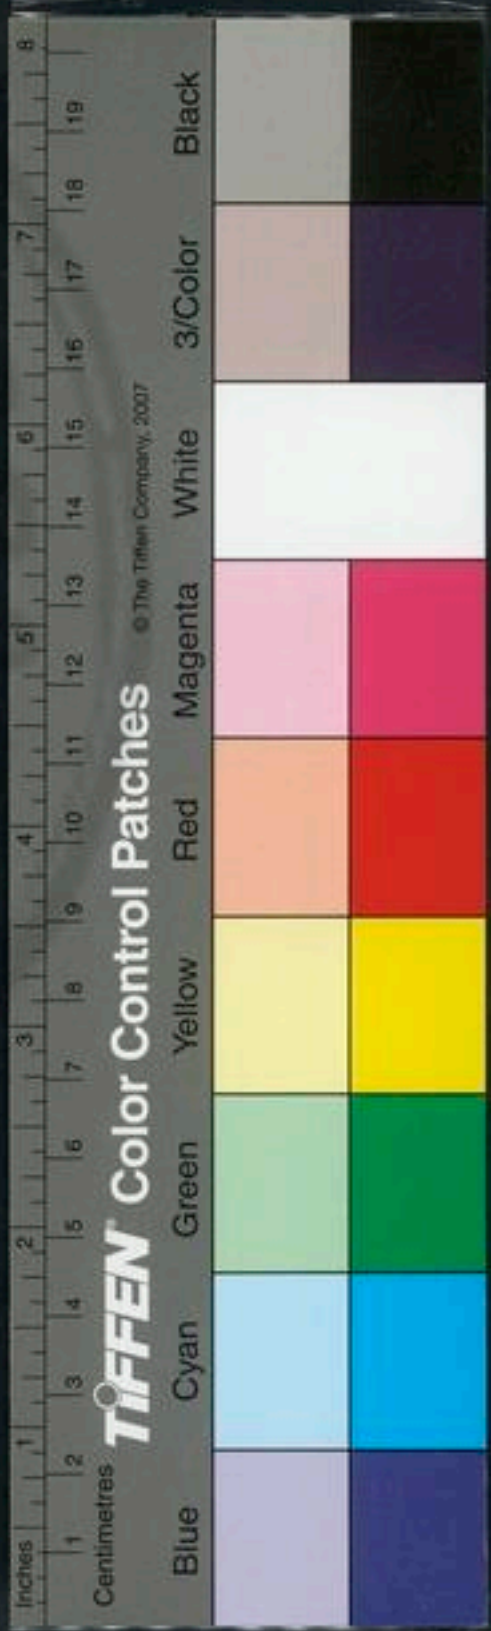 Inches 1 2 3 4 5 6 7 8
1 2 3 4 5 6 7 8 9 10 11 12 13 14 15 16 17 18 19
Centimetres
TIFFEN® Color Control Patches
© The Tiffen Company, 2007
Blue Cyan Green Yellow Red Magenta White 3/Color Black